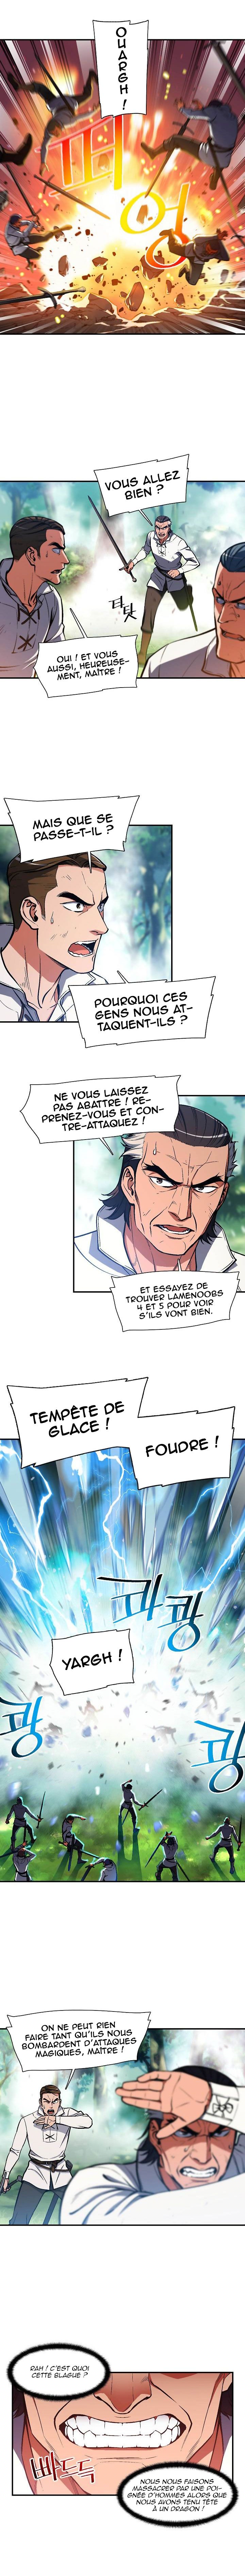 OUARGH !
퍼
엉
VOUS ALLEZ
BIEN ?
타
닷
OUI ! ET VOUS
AUSSI, HEUREUSE-
MENT, MAÎTRE !
MAIS QUE SE
PASSE-T-IL ?
POURQUOI CES
GENS NOUS AT-
TAQUENT-ILS ?
NE VOUS LAISSEZ
PAS ABATTRE ! RE-
PRENEZ-VOUS ET CON-
TRE-ATTAQUEZ !
ET ESSAYEZ DE
TROUVER LAMENOOBS
4 ET 5 POUR VOIR
S'ILS VONT BIEN.
TEMPÊTE DE
GLACE !
FOUDRE !
콰
쾅
YARGH !
쾅
쾅
ON NE PEUT RIEN
FAIRE TANT QU'ILS NOUS
BOMBARDENT D'ATTAQUES
MAGIQUES, MAÎTRE !
RAH ! C'EST QUOI
CETTE BLAGUE ?
빠드득
NOUS NOUS FAISONS
MASSACRER PAR UNE POI-
GNÉE D'HOMMES ALORS QUE
NOUS AVONS TENU TÊTE
À UN DRAGON !